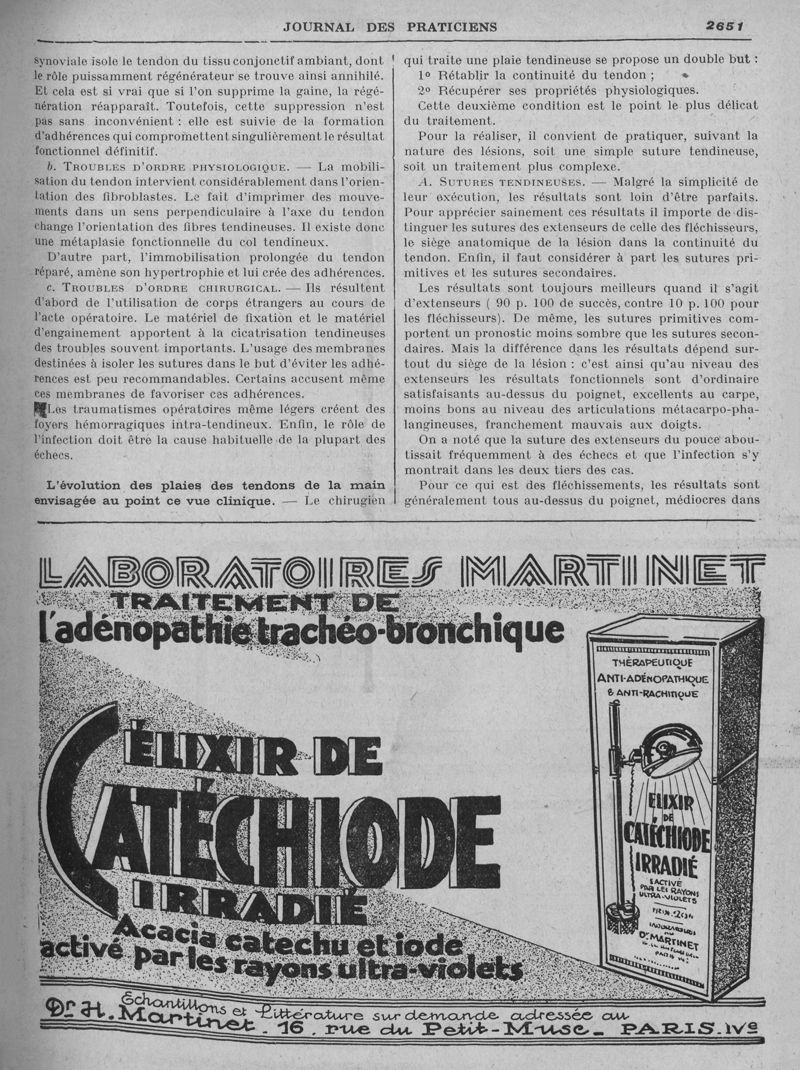 JOURNAL DES PRATICIENS 2651
synoviale isole le tendon du tissu conjonctif ambiant, dont
le rôle puissamment régénérateur se trouve ainsi annihilé.
Et cela est si vrai que si l'on supprime la gaine, la régé-
nération réapparaît. Toutefois, cette suppression n'est
pas sans inconvénient : elle est suivie de la formation
d'adhérences qui compromettent singulièrement le résultat
fonctionnel définitif.
b. TROUBLES D'ORDRE PHYSIOLOGIQUE. — La mobili-
sation du tendon intervient considérablement dans l'orien-
tation des fibroblastes. Le fait d'imprimer des mouve-
ments dans un sens perpendiculaire à l'axe du tendon
change l'orientation des fibres tendineuses. Il existe donc
une métaplasie fonctionnelle du col tendineux.
D'autre part, l'immobilisation prolongée du tendon
réparé, amène son hypertrophie et lui crée des adhérences.
c. TROUBLES D'ORDRE CHIRURGICAL. — Ils résultent
d'abord de l'utilisation de corps étrangers au cours de
l'acte opératoire. Le matériel de fixation et le matériel
d'engainement apportent à la cicatrisation tendineuses
des troubles souvent importants. L'usage des membranes
destinées à isoler les sutures dans le but d'éviter les adhé-
rences est peu recommandables. Certains accusent même
ces membranes de favoriser ces adhérences.
Les traumatismes opératoires même légers créent des
foyers hémorragiques intra-tendineux. Enfin, le rôle de
l'infection doit être la cause habituelle de la plupart des
échecs.
L'évolution des plaies des tendons de la main
envisagée au point ce vue clinique. — Le chirugien
qui traite une plaie tendineuse se propose un double but :
1º Rétablir la continuité du tendon ;
2º Récupérer ses propriétés physiologiques.
Cette deuxième condition est le point le plus délicat
du traitement.
Pour la réaliser, il convient de pratiquer, suivant la
nature des lésions, soit une simple suture tendineuse,
soit un traitement plus complexe.
A. SUTURES TENDINEUSES. — Malgré la simplicité de
leur exécution, les résultats sont loin d'être parfaits.
Pour apprécier sainement ces résultats il importe de dis-
tinguer les sutures des extenseurs de celle des fléchisseurs,
le siège anatomique de la lésion dans la continuité du
tendon. Enfin, il faut considérer à part les sutures pri-
mitives et les sutures secondaires.
Les résultats sont toujours meilleurs quand il s'agit
d'extenseurs ( 90 p. 100 de succès, contre 10 p. 100 pour
les fléchisseurs). De même, les sutures primitives com-
portent un pronostic moins sombre que les sutures secon-
daires. Mais la différence dans les résultats dépend sur-
tout du siège de la lésion : c'est ainsi qu'au niveau des
extenseurs les résultats fonctionnels sont d'ordinaire
satisfaisants au-dessus du poignet, excellents au carpe,
moins bons au niveau des articulations métacarpo-pha-
langineuses, franchement mauvais aux doigts.
On a noté que la suture des extenseurs du pouce abou-
tissait fréquemment à des échecs et que l'infection s'y
montrait dans les deux tiers des cas.
Pour ce qui est des fléchissements, les résultats sont
généralement tous au-dessus du poignet, médiocres dans
LABORATOIRES MARTINET
TRAITEMENT DE
l'adénopathie trachéo-bronchique
ÉLIXIR DE
CATÉCHIODE
IRRADIÉ
Acacia catechu et iode
activé par les rayons ultra-violets
THÉRAPEUTIQUE
ANTI-ADÉNOPATHIQUE
& ANTI-RACHITIQUE
ELIXIR
DE
CATÉCHIODE
IRRADIÉ
ACTIVÉ
PAR LES RAYONS
ULTRA-VIOLETS
Dr MARTINET
Échantillons et Littérature sur demande adressée au
Dr. H. Martinet. 16. rue du Petit-Musc_ PARIS. IVe